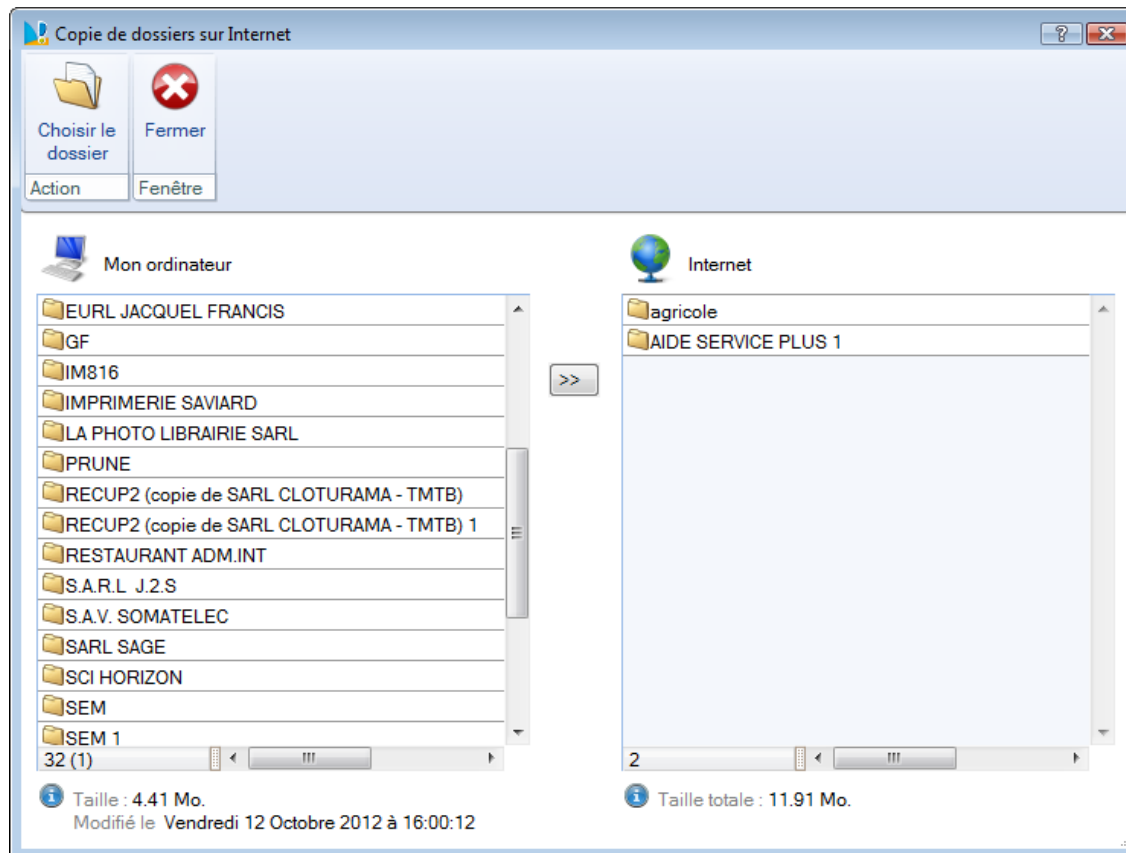 Copie de dossiers sur Internet
?
Choisir le
dossier
Fermer
Action
Fenêtre
Mon ordinateur
EURL JACQUEL FRANCIS
GF
IM816
IMPRIMERIE SAVIARD
LA PHOTO LIBRAIRIE SARL
PRUNE
RECUP2 (copie de SARL CLOTURAMA - TMTB)
RECUP2 (copie de SARL CLOTURAMA - TMTB) 1
RESTAURANT ADM.INT
S.A.R.L  J.2.S
S.A.V. SOMATELEC
SARL SAGE
SCI HORIZON
SEM
SEM 1
32 (1)
Taille : 4.41 Mo.
Modifié le Vendredi 12 Octobre 2012 à 16:00:12
>>
Internet
agricole
AIDE SERVICE PLUS 1
2
Taille totale : 11.91 Mo.